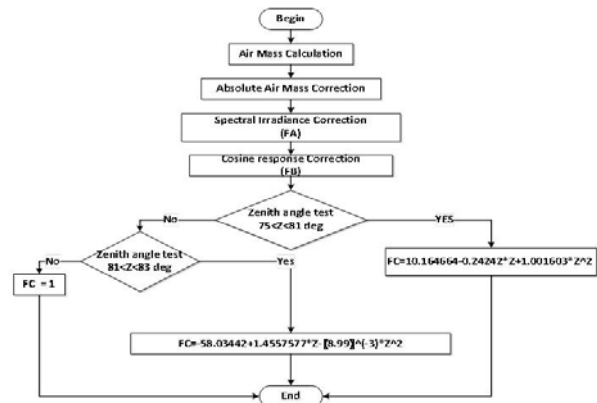 Begin
Air Mass Calculation
Absolute Air Mass Correction
Spectral Irradiance Correction
(FA)
Cosine response Correction
(FB)
Zenith angle test
75<Z<81 deg
No
YES
Zenith angle test
81<Z<83 deg
No
Yes
FC = 1
FC=10.164664-0.24242*Z+1.001603*Z^2
FC=-58.03442+1.4557577*Z-[8.99]^(-3)*Z^2
End